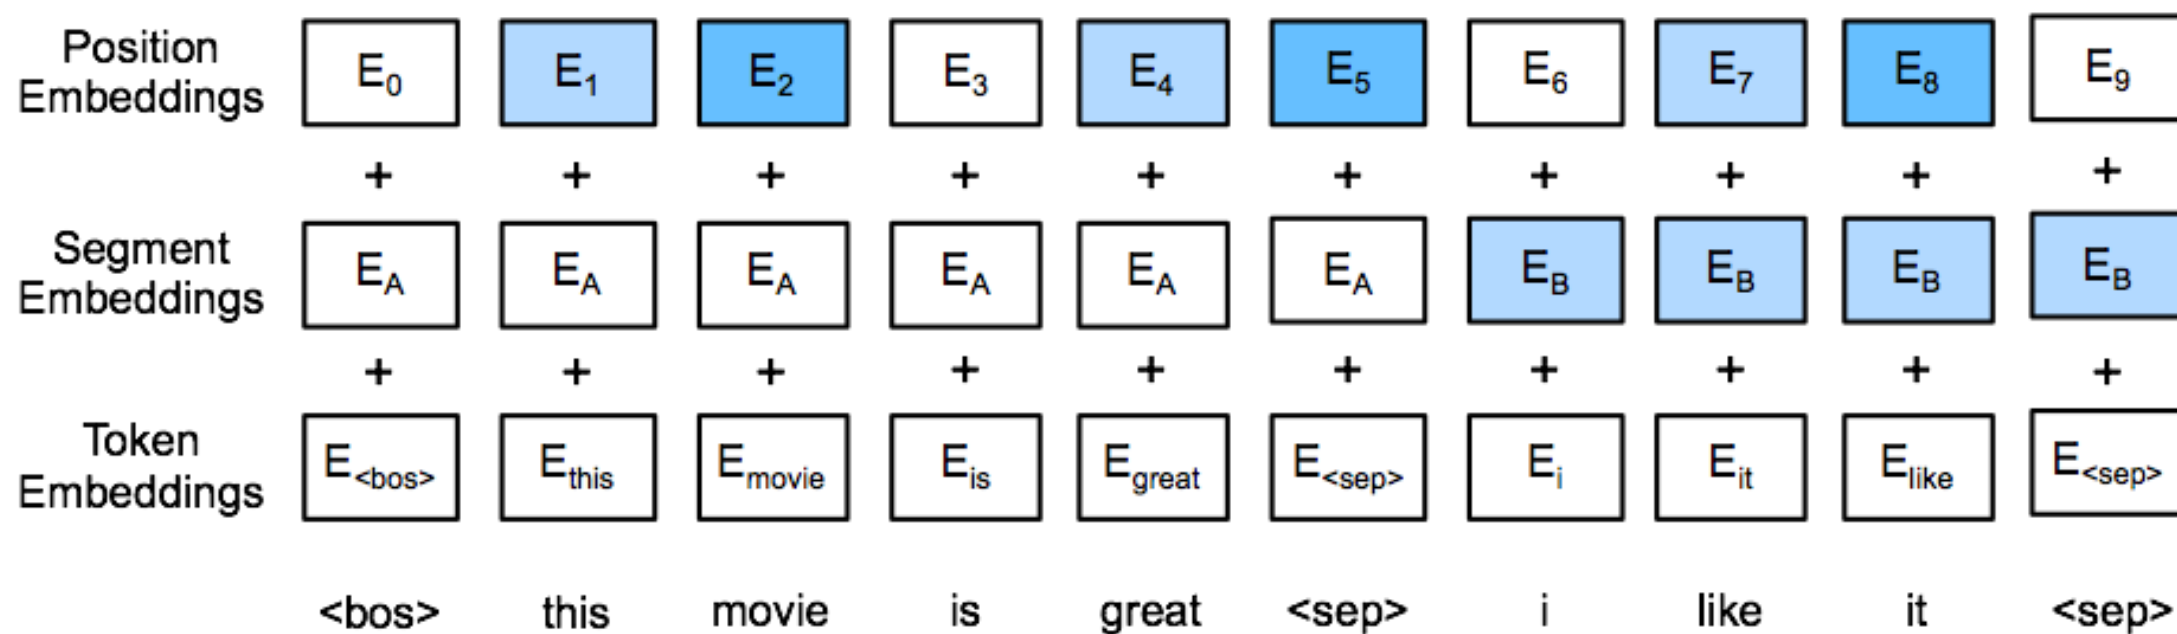 Position
Embeddings
E0 E1 E2 E3 E4 E5 E6 E7 E8 E9
+ + + + + + + + + +
Segment
Embeddings
EA EA EA EA EA EA EB EB EB EB
+ + + + + + + + + +
Token
Embeddings
E<bos> Ethis Emovie Eis Egreat E<sep> Ei Eit Elike E<sep>
<bos> this movie is great <sep> i like it <sep>